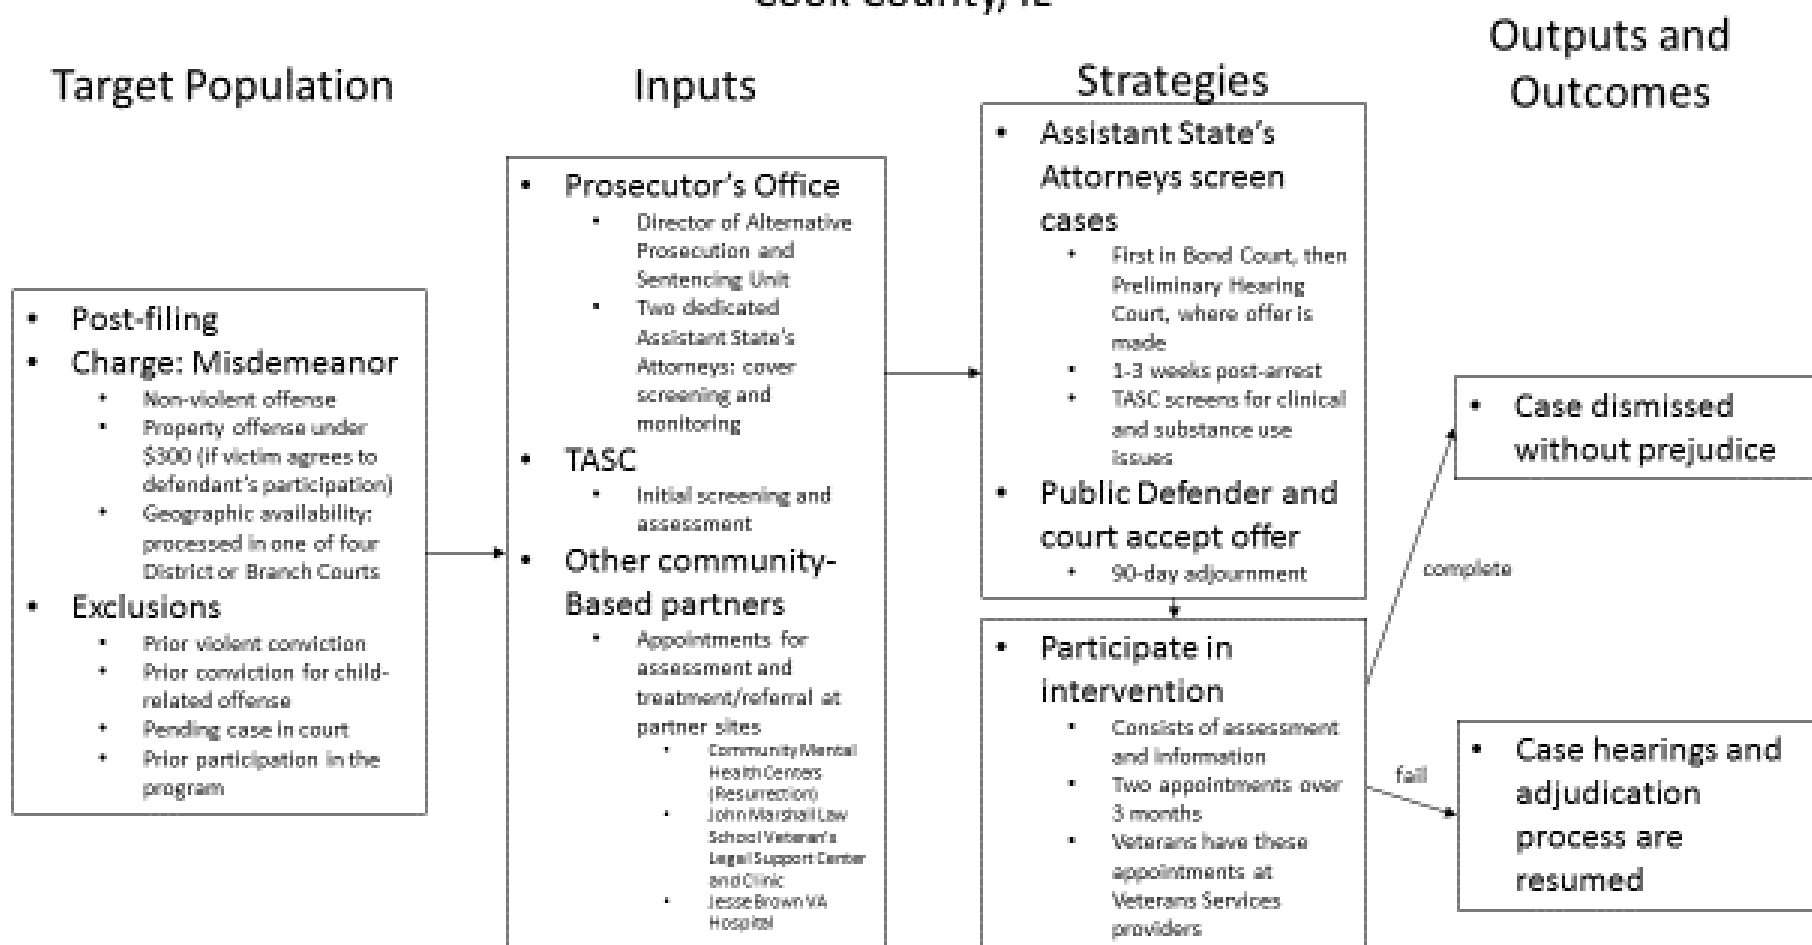 Cook County, IL
Target Population
Inputs
Strategies
Outputs and
Outcomes
• Post-filing
• Charge: Misdemeanor
• Non-violent offense
• Property offense under
$300 (if victim agrees to
defendant's participation)
• Geographic availability:
processed in one of four
District or Branch Courts
• Exclusions
• Prior violent conviction
• Prior conviction for child-
related offense
• Pending case in court
• Prior participation in the
program
• Prosecutor's Office
• Director of Alternative
Prosecution and
Sentencing Unit
• Two dedicated
Assistant State's
Attorneys: cover
screening and
monitoring
• TASC
• Initial screening and
assessment
• Other community-
Based partners
• Appointments for
assessment and
treatment/referral at
partner sites
• Community Mental
Health Centers
(Resurrection)
• John Marshall Law
School Veteran's
Legal Support Center
and Clinic
• Jesse Brown VA
Hospital
• Assistant State's
Attorneys screen
cases
• First in Bond Court, then
Preliminary Hearing
Court, where offer is
made
• 1-3 weeks post-arrest
• TASC screens for clinical
and substance use
issues
• Public Defender and
court accept offer
• 90-day adjournment
• Participate in
intervention
• Consists of assessment
and information
• Two appointments over
3 months
• Veterans have these
appointments at
Veterans Services
providers
complete
fail
• Case dismissed
without prejudice
• Case hearings and
adjudication
process are
resumed